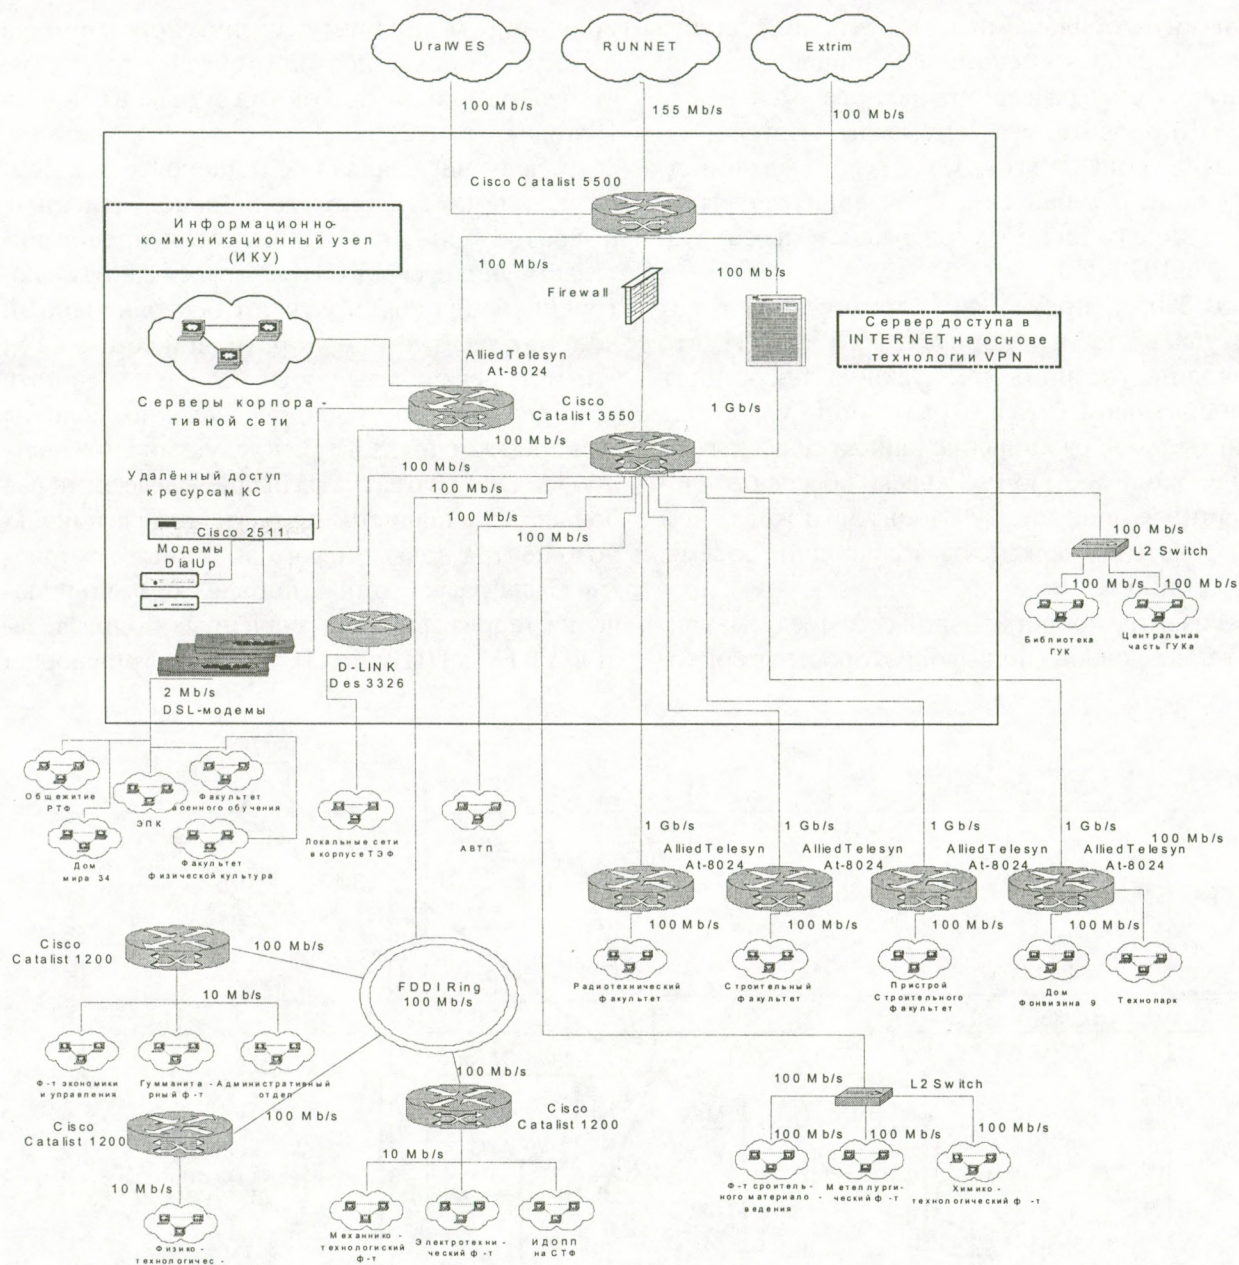 UralWES
RUNNET
Extrim
100 Mb/s
155 Mb/s
100 Mb/s
Cisco Catalist 5500
Информационно-
коммуникационный узел
(ИКУ)
100 Mb/s
Firewall
100 Mb/s
Сервер доступа в
INTERNET на основе
технологии VPN
AlliedTelesyn
At-8024
Серверы корпора -
тивной сети
Cisco
Catalist 3550
1 Gb/s
100 Mb/s
Удалённый доступ
к ресурсам КС
100 Mb/s
Cisco 2511
100 Mb/s
100 Mb/s
Модемы
DialUp
100 Mb/s
L2 Switch
100 Mb/s
100 Mb/s
Библиотека
ГУК
Центральная
часть ГУКа
D-LINK
Des 3326
2 Mb/s
DSL-модемы
Общежитие
РТФ
ЭПК
Факультет
военного обучения
Дом
мира 34
Факультет
физической культура
Локальные сети
в корпусе ТЭФ
АВТП
1 Gb/s
1 Gb/s
1 Gb/s
1 Gb/s
100 Mb/s
AlliedTelesyn
At-8024
AlliedTelesyn
At-8024
AlliedTelesyn
At-8024
AlliedTelesyn
At-8024
100 Mb/s
100 Mb/s
100 Mb/s
100 Mb/s
Радиотехнический
факультет
Строительный
факультет
Пристрой
Строительного
факультет
Дом
Фонвизина 9
Технопарк
Cisco
Catalist 1200
100 Mb/s
FDDI Ring
100 Mb/s
10 Mb/s
Ф-т экономики
и управления
Гумманита -
рный ф-т
Административный
отдел
Cisco
Catalist 1200
100 Mb/s
100 Mb/s
Cisco
Catalist 1200
10 Mb/s
10 Mb/s
Физико -
технологичес -
Механнико -
технологиский
ф-т
Электротехни -
ческий ф-т
ИДОПП
на СТФ
100 Mb/s
L2 Switch
100 Mb/s
100 Mb/s
100 Mb/s
Ф-т сроитель-
ного материало -
ведения
Метеллурги-
ческий ф-т
Химико -
технологический ф-т